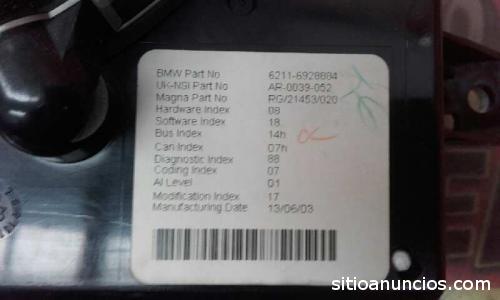 BMW Part No 6211-6928884
UK-NSI Part No AR-0039-052
Magna Part No RG/21453/020
Hardware Index 08
Software Index 18
Bus Index 14h
Can Index 07h
Diagnostic Index 88
Coding Index 07
AI Level 01
Modification Index 17
Manufacturing Date 13/06/03
sitioanuncios.com